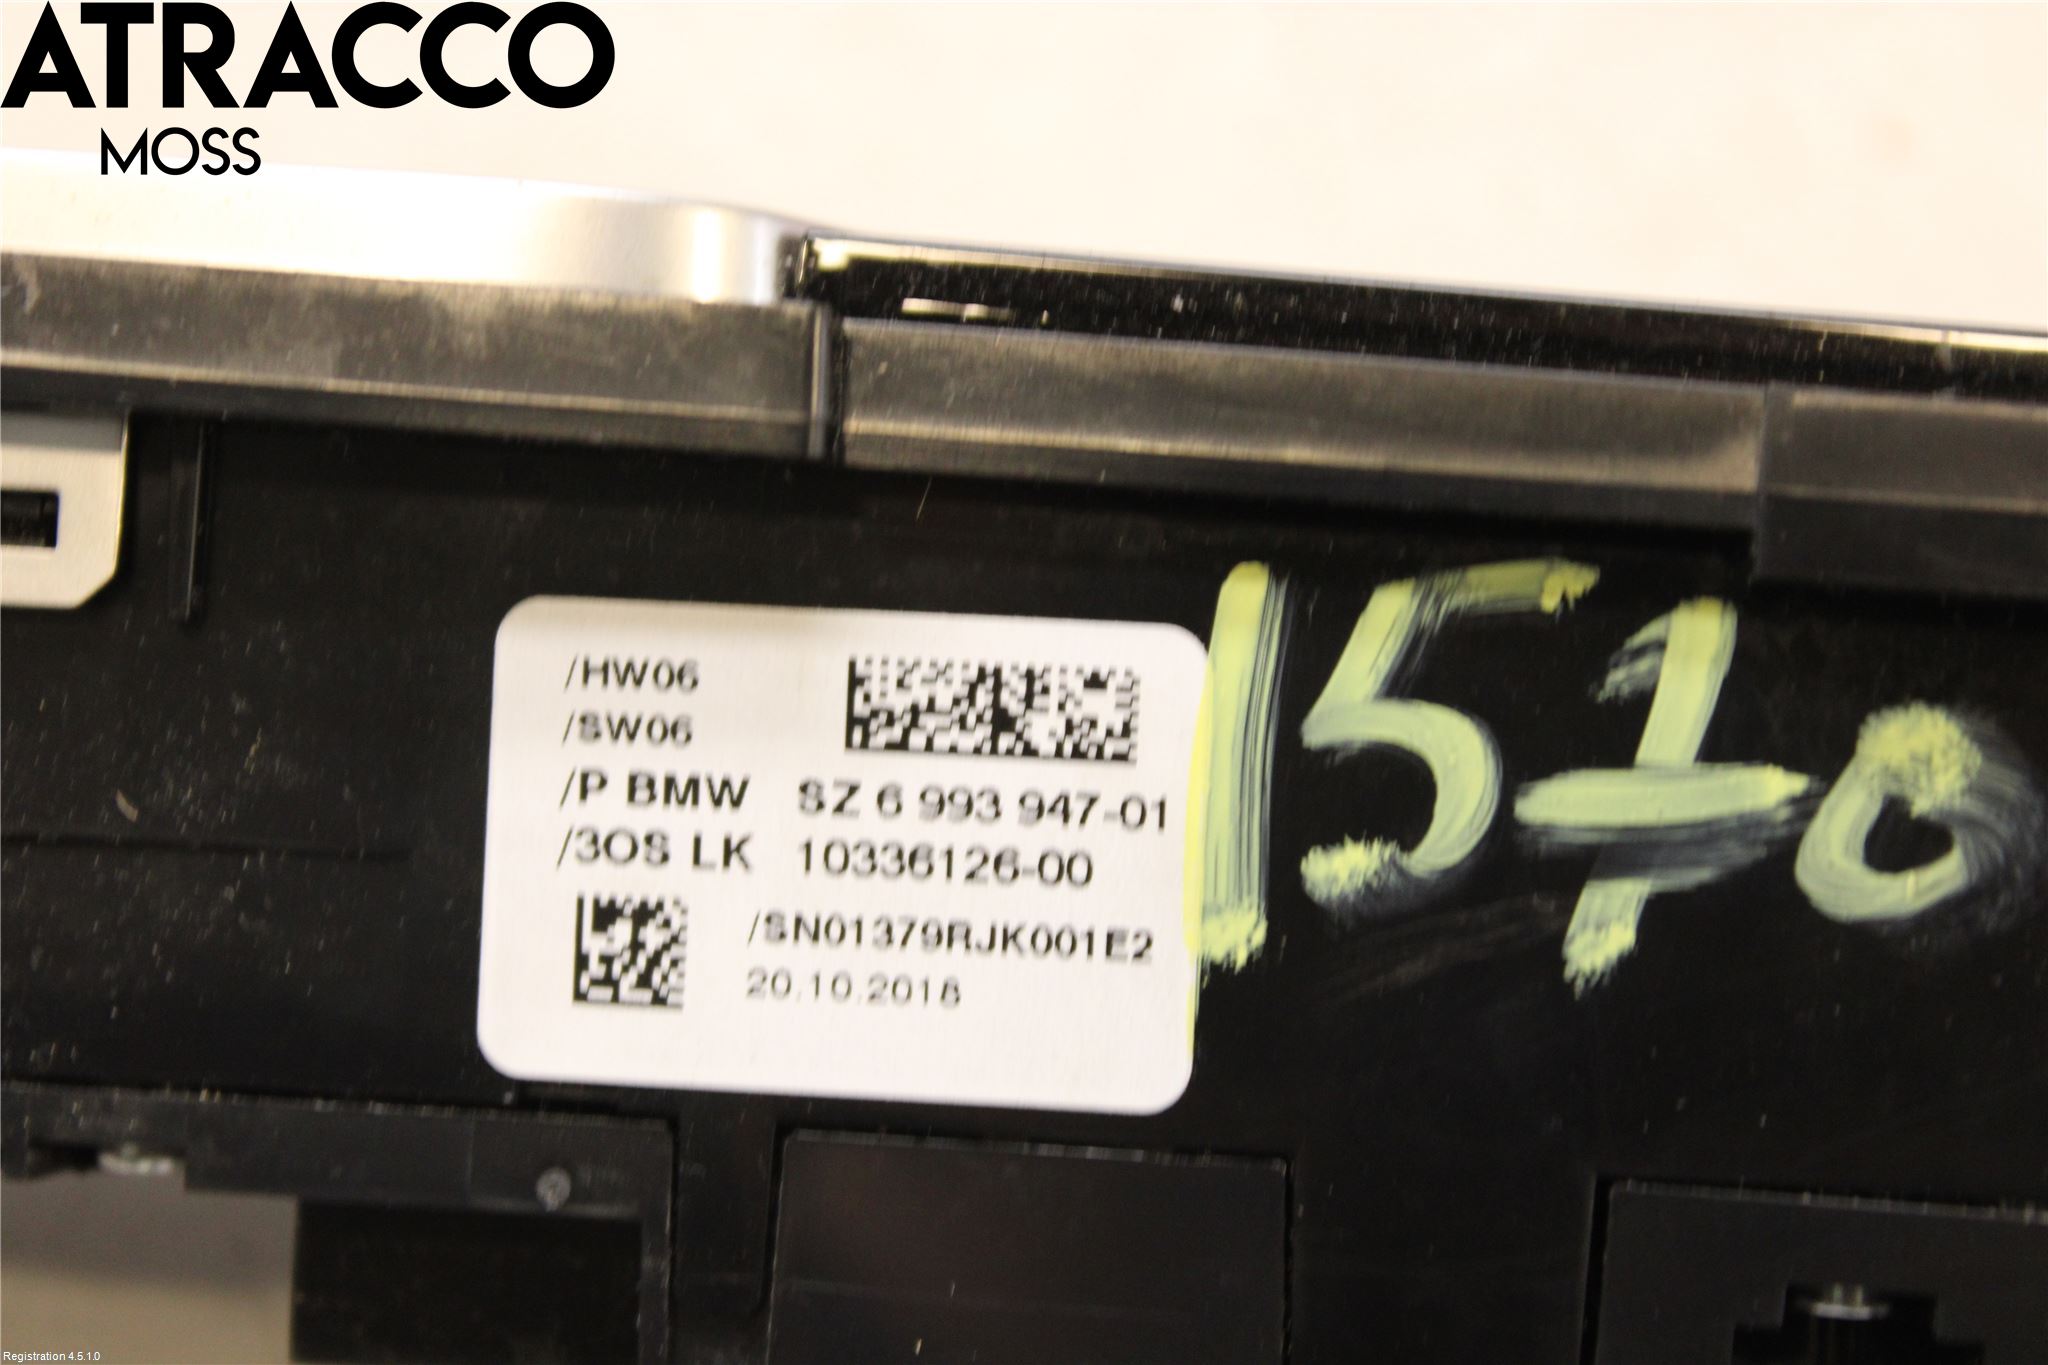 ATRACCO
MOSS
/HW06
/SW06
/P BMW SZ 6 993 947-01
/3OS LK 10336126-00
/SN01379RJK001E2
20.10.2018
1570
Registration 4.5.1.0